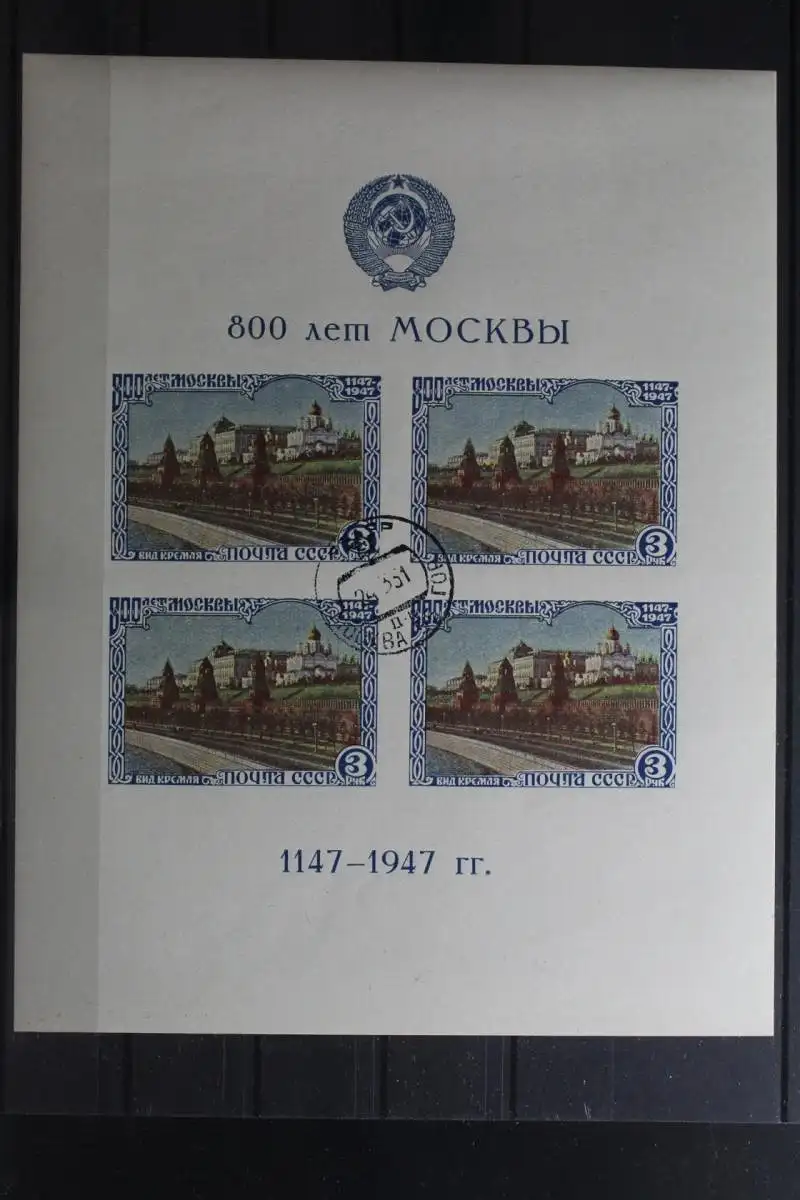 800 лет МОСКВЫ
800 ЛЕТ МОСКВЫ 1147-1947
ВИД КРЕМЛЯ ПОЧТА СССР
800 ЛЕТ МОСКВЫ 1147-1947
ВИД КРЕМЛЯ ПОЧТА СССР 3 РУБ
800 ЛЕТ МОСКВЫ 1147-1947
ВИД КРЕМЛЯ ПОЧТА СССР 3 РУБ
800 ЛЕТ МОСКВЫ 1147-1947
ВИД КРЕМЛЯ ПОЧТА СССР 3 РУБ
1147–1947 гг.